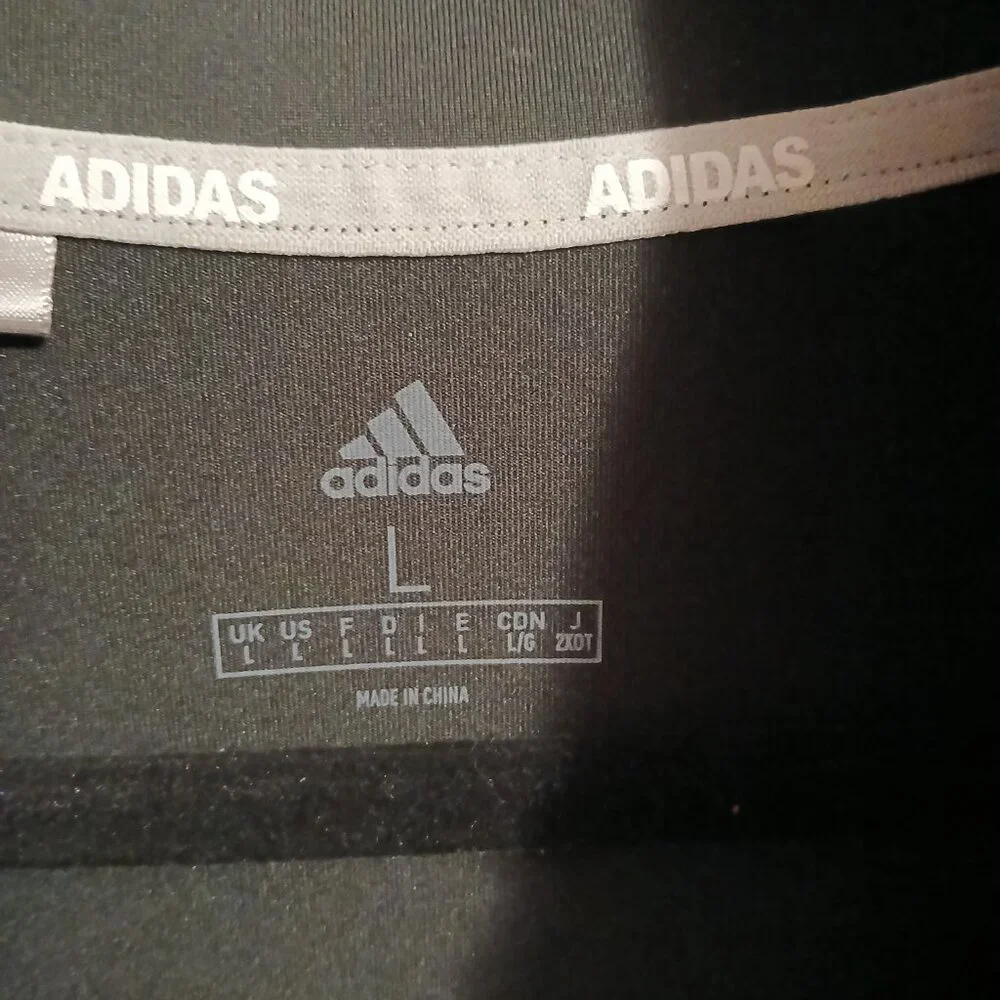 ADIDAS ADIDAS
adidas
L
UK US F D I E CDN J
L L L L L L L/G 2XOT
MADE IN CHINA